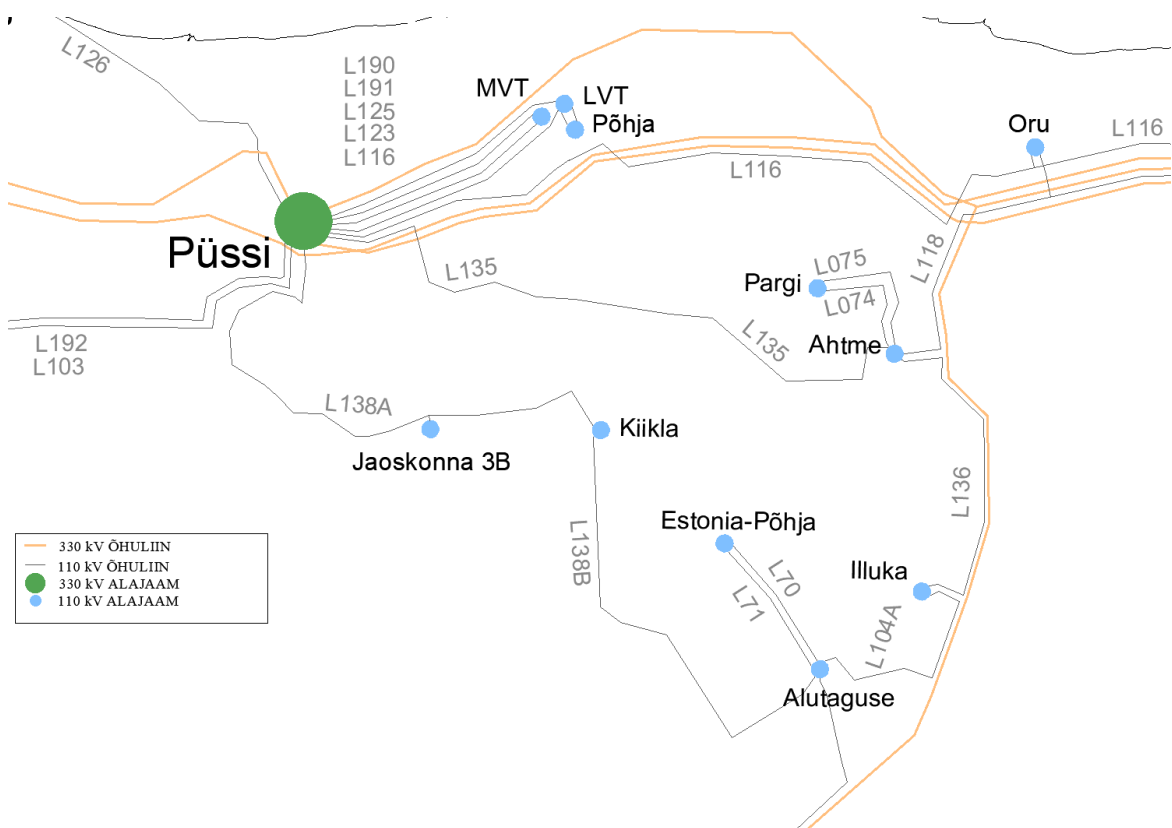 L126
L190
L191
L125
L123
L116
MVT
LVT
Põhja
Oru
L116
L116
Püssi
L135
L118
Pargi
L075
L074
L135
Ahtme
L192
L103
L138A
Jaoskonna 3B
Kiikla
L136
Estonia-Põhja
L138B
L70
L71
Illuka
L104A
Alutaguse
330 kV ÕHULIIN
110 kV ÕHULIIN
330 kV ALAJAAM
110 kV ALAJAAM